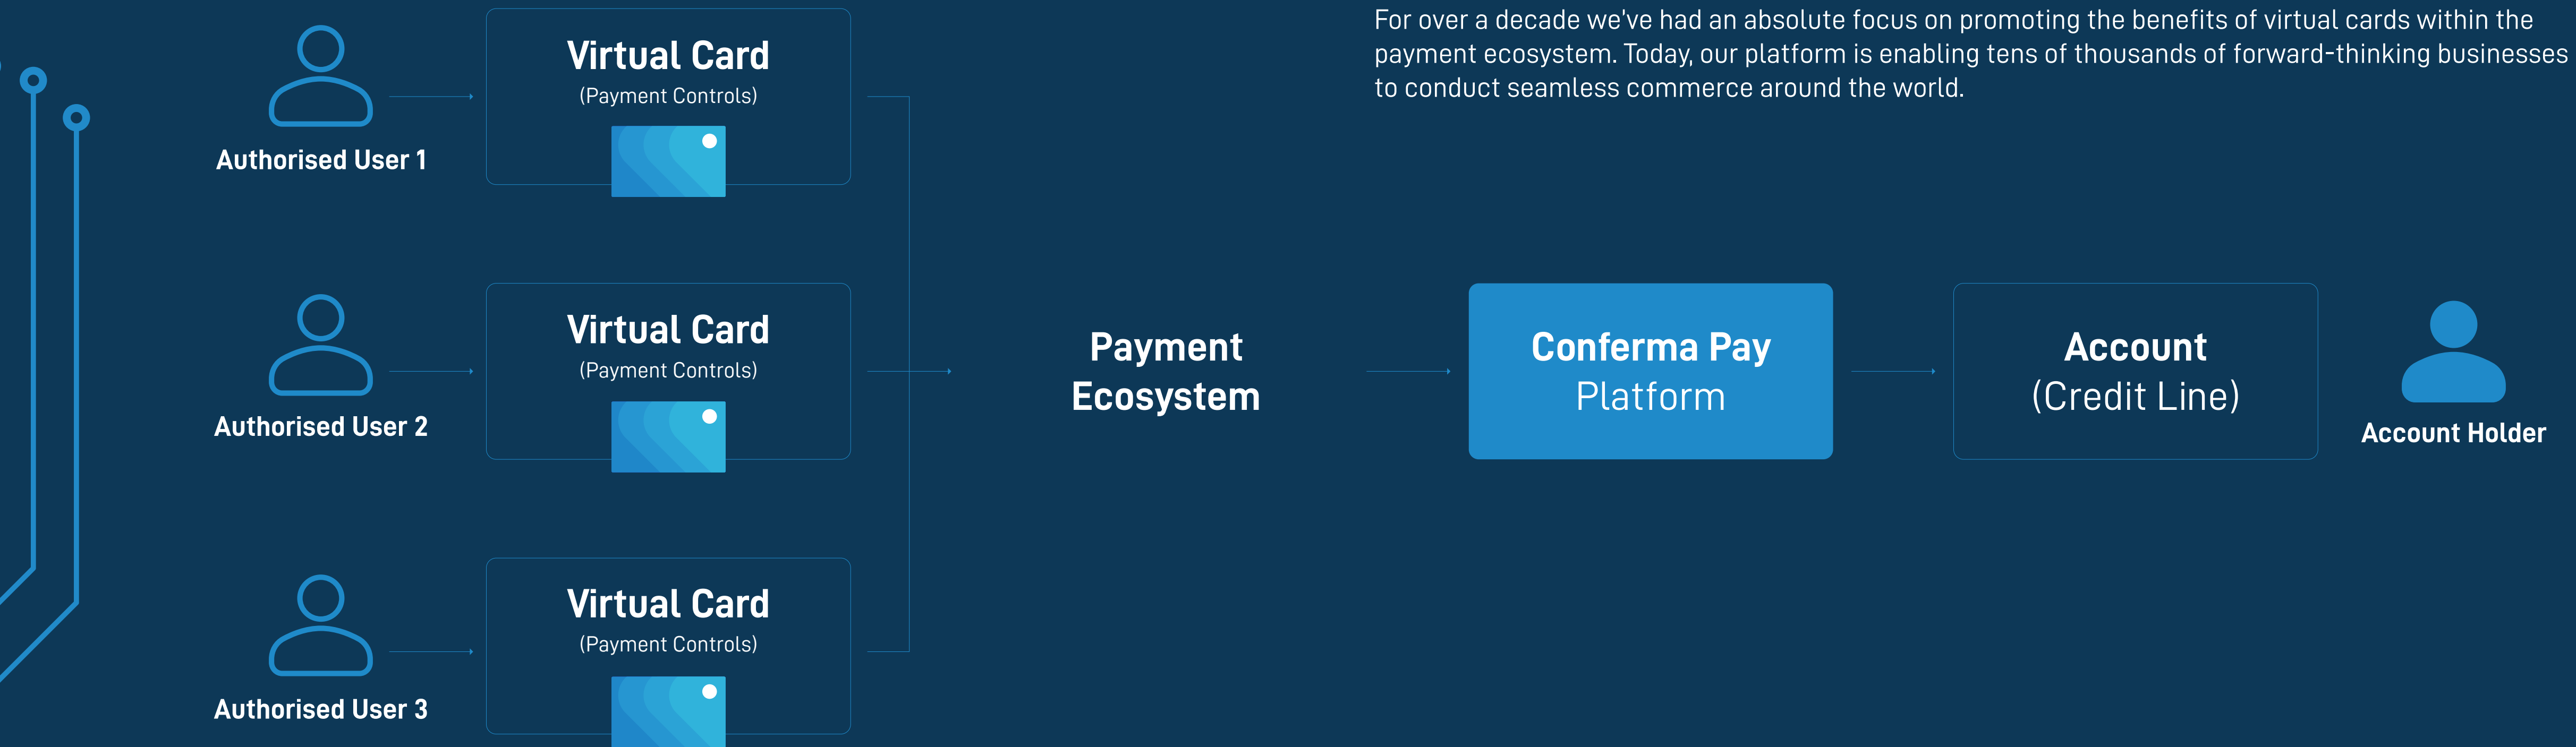 For over a decade we've had an absolute focus on promoting the benefits of virtual cards within the
payment ecosystem. Today, our platform is enabling tens of thousands of forward-thinking businesses
to conduct seamless commerce around the world.
Authorised User 1
Virtual Card
(Payment Controls)
Authorised User 2
Virtual Card
(Payment Controls)
Authorised User 3
Virtual Card
(Payment Controls)
Payment
Ecosystem
Conferma Pay
Platform
Account
(Credit Line)
Account Holder